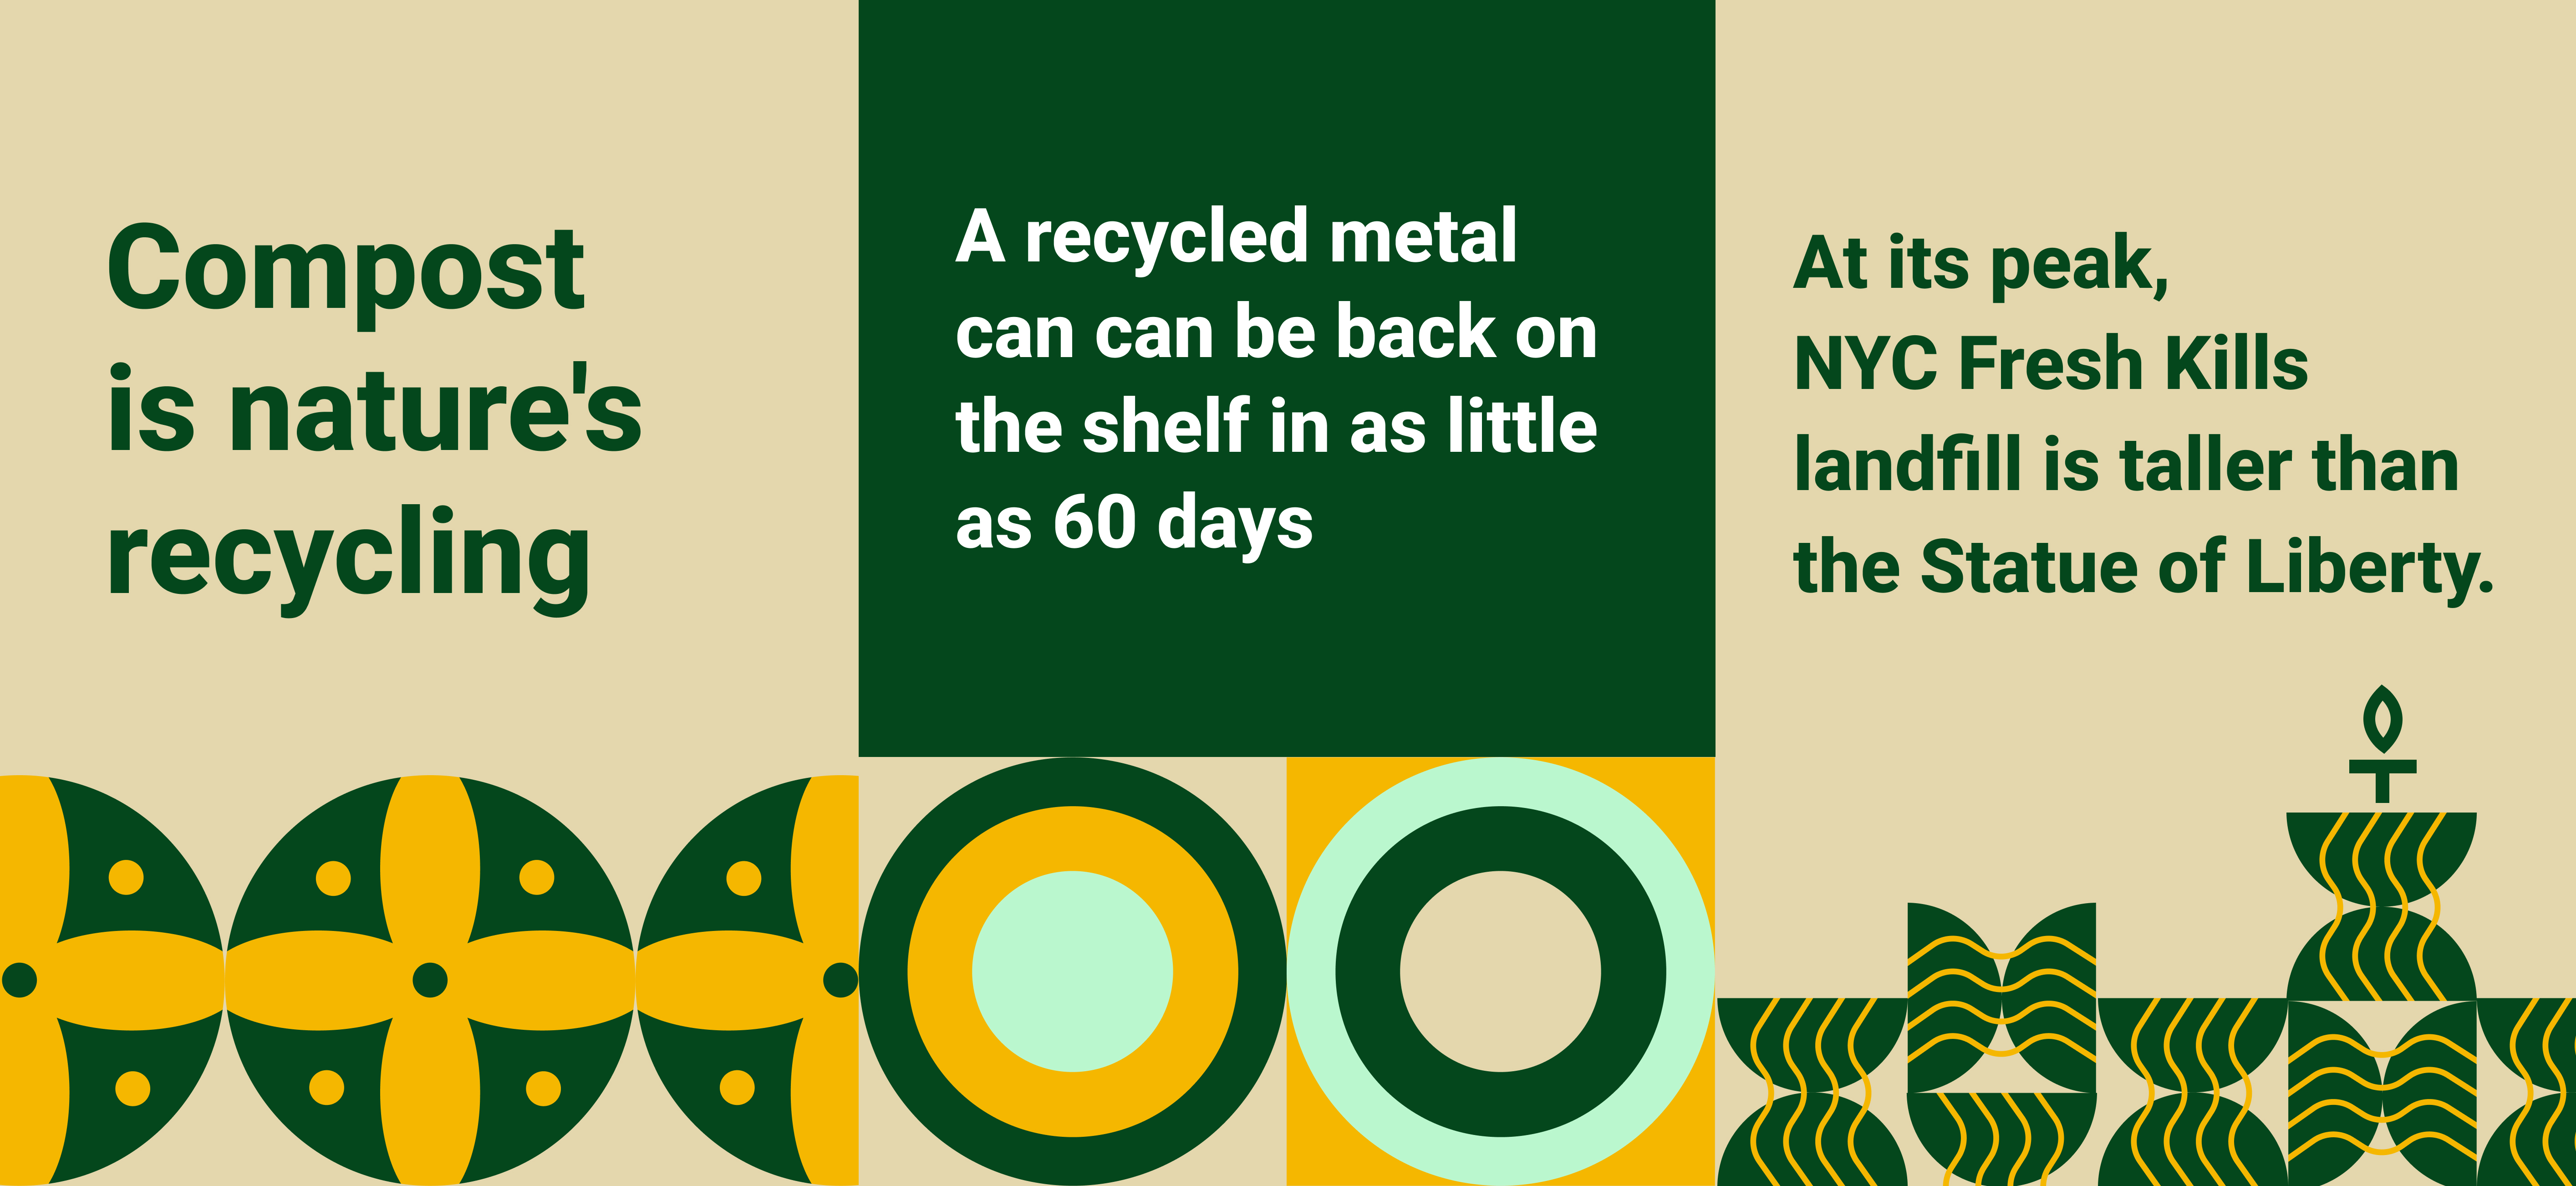 Compost
is nature's
recycling
A recycled metal
can can be back on
the shelf in as little
as 60 days
At its peak,
NYC Fresh Kills
landfill is taller than
the Statue of Liberty.